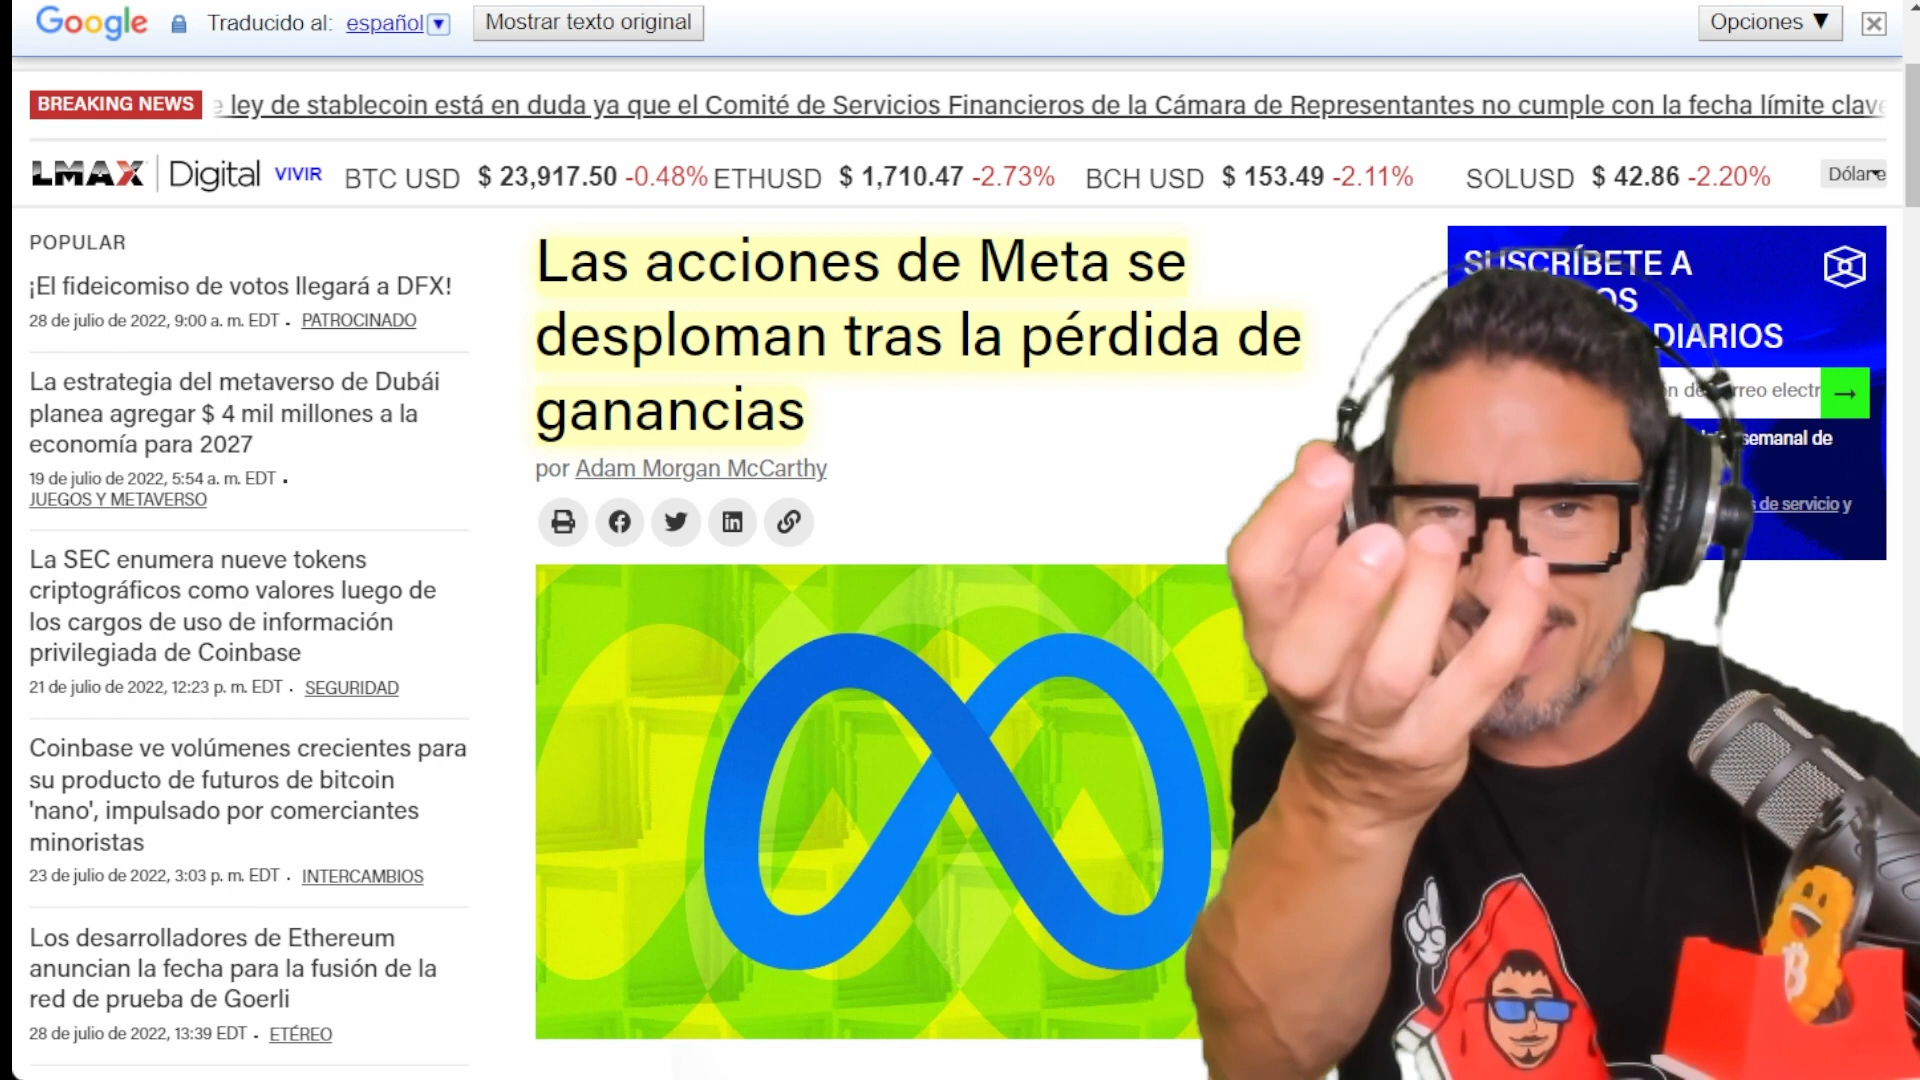 Google Traducido al: español Mostrar texto original Opciones ▼
BREAKING NEWS ley de stablecoin está en duda ya que el Comité de Servicios Financieros de la Cámara de Representantes no cumple con la fecha límite
LMAX Digital VIVIR BTC USD $ 23,917.50 -0.48% ETHUSD $ 1,710.47 -2.73% BCH USD $ 153.49 -2.11% SOLUSD $ 42.86 -2.20%
POPULAR
¡El fideicomiso de votos llegará a DFX!
28 de julio de 2022, 9:00 a. m. EDT • PATROCINADO
La estrategia del metaverso de Dubái
planea agregar $ 4 mil millones a la
economía para 2027
19 de julio de 2022, 5:54 a. m. EDT •
JUEGOS Y METAVERSO
La SEC enumera nueve tokens
criptográficos como valores luego de
los cargos de uso de información
privilegiada de Coinbase
21 de julio de 2022, 12:23 p. m. EDT • SEGURIDAD
Coinbase ve volúmenes crecientes para
su producto de futuros de bitcoin
'nano', impulsado por comerciantes
minoristas
23 de julio de 2022, 3:03 p. m. EDT • INTERCAMBIOS
Los desarrolladores de Ethereum
anuncian la fecha para la fusión de la
red de prueba de Goerli
28 de julio de 2022, 13:39 EDT • ETÉREO
Las acciones de Meta se
desploman tras la pérdida de
ganancias
por Adam Morgan McCarthy
SUSCRÍBETE A
DIARIOS
semanal de
de servicio y